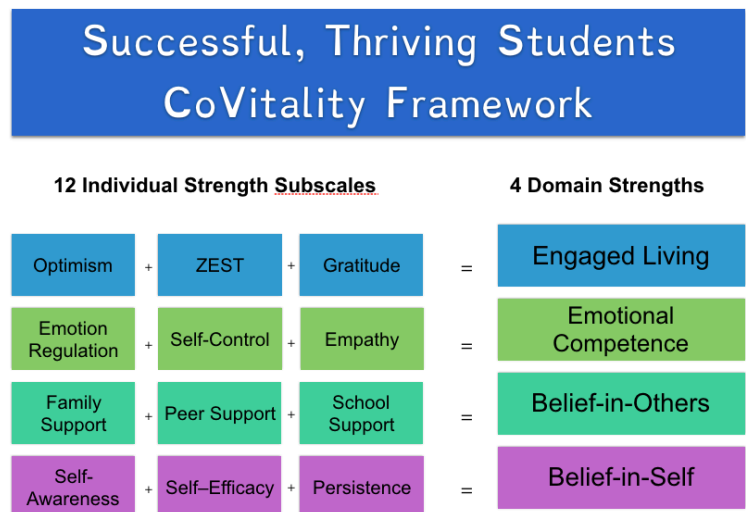 Successful, Thriving Students
CoVitality Framework
12 Individual Strength Subscales
4 Domain Strengths
Optimism + ZEST + Gratitude = Engaged Living
Emotion Regulation + Self-Control + Empathy = Emotional Competence
Family Support + Peer Support + School Support = Belief-in-Others
Self-Awareness + Self–Efficacy + Persistence = Belief-in-Self